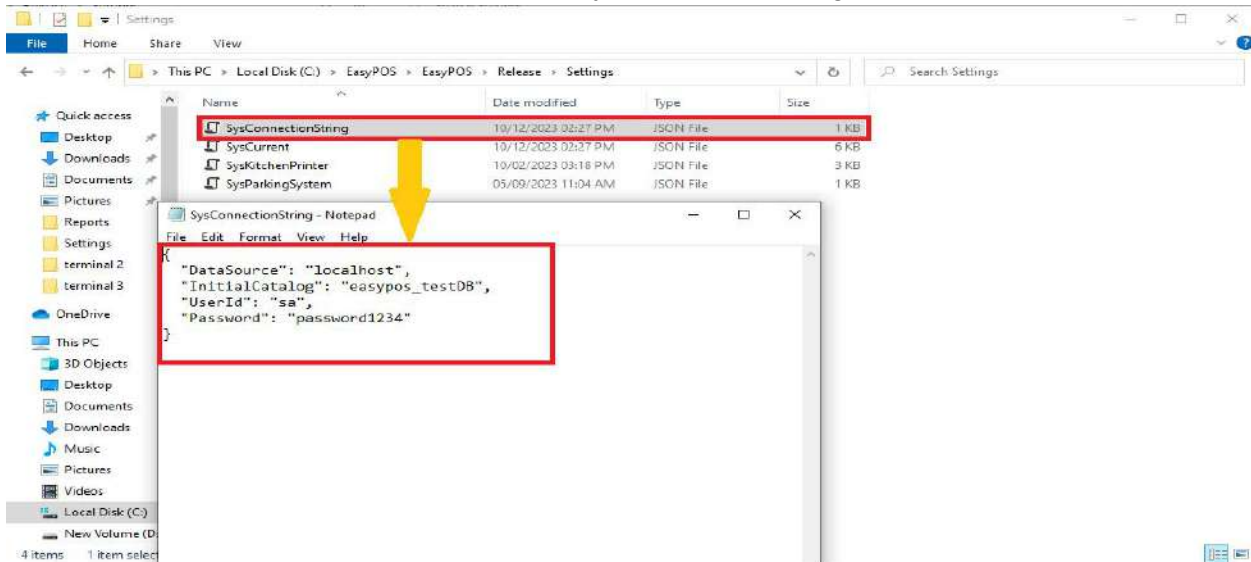 Settings
File Home Share View
This PC > Local Disk (C:) > EasyPOS > EasyPOS > Release > Settings
Search Settings
Name Date modified Type Size
SysConnectionString 10/12/2023 02:27 PM JSON File 1 KB
SysCurrent 10/12/2023 02:27 PM JSON File 6 KB
SysKitchenPrinter 10/02/2023 03:18 PM JSON File 3 KB
SysParkingSystem 05/09/2023 11:04 AM JSON File 1 KB
Quick access
Desktop
Downloads
Documents
Pictures
Reports
Settings
terminal 2
terminal 3
OneDrive
This PC
3D Objects
Desktop
Documents
Downloads
Music
Pictures
Videos
Local Disk (C:)
New Volume (D:
4 items 1 item selec
SysConnectionString - Notepad
File Edit Format View Help
{
"DataSource": "localhost",
"InitialCatalog": "easypos_testDB",
"UserId": "sa",
"Password": "password1234"
}